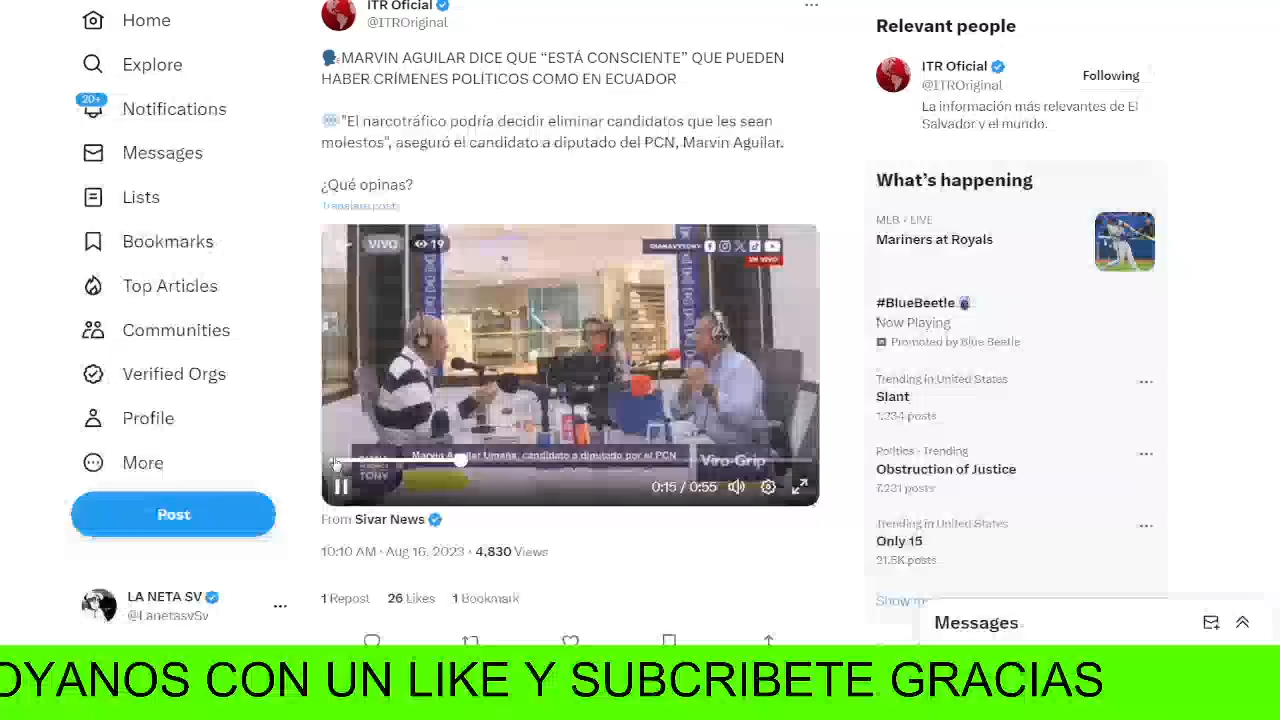 Home
Explore
20+
Notifications
Messages
Lists
Bookmarks
Top Articles
Communities
Verified Orgs
Profile
More
Post
LA NETA SV
@LanetasvSv
ITR Oficial
@ITROriginal
MARVIN AGUILAR DICE QUE “ESTÁ CONSCIENTE” QUE PUEDEN
HABER CRÍMENES POLÍTICOS COMO EN ECUADOR
"El narcotráfico podría decidir eliminar candidatos que les sean
molestos", aseguró el candidato a diputado del PCN, Marvin Aguilar.
¿Qué opinas?
Translate post
VIVO
19
EN VIVO
Marvin Aguilar Umaña, candidato a diputado por el PCN
TONY
Viro-Grip
0:15 / 0:55
From Sivar News
10:10 AM · Aug 16, 2023 · 4,830 Views
1 Repost 26 Likes 1 Bookmark
Relevant people
ITR Oficial
@ITROriginal
Following
La información más relevantes de El
Salvador y el mundo.
What’s happening
MLB · LIVE
Mariners at Royals
#BlueBeetle
Now Playing
Promoted by Blue Beetle
Trending in United States
Slant
1,234 posts
Politics · Trending
Obstruction of Justice
7,231 posts
Trending in United States
Only 15
21.5K posts
Show
Messages
OYANOS CON UN LIKE Y SUBCRIBETE GRACIAS